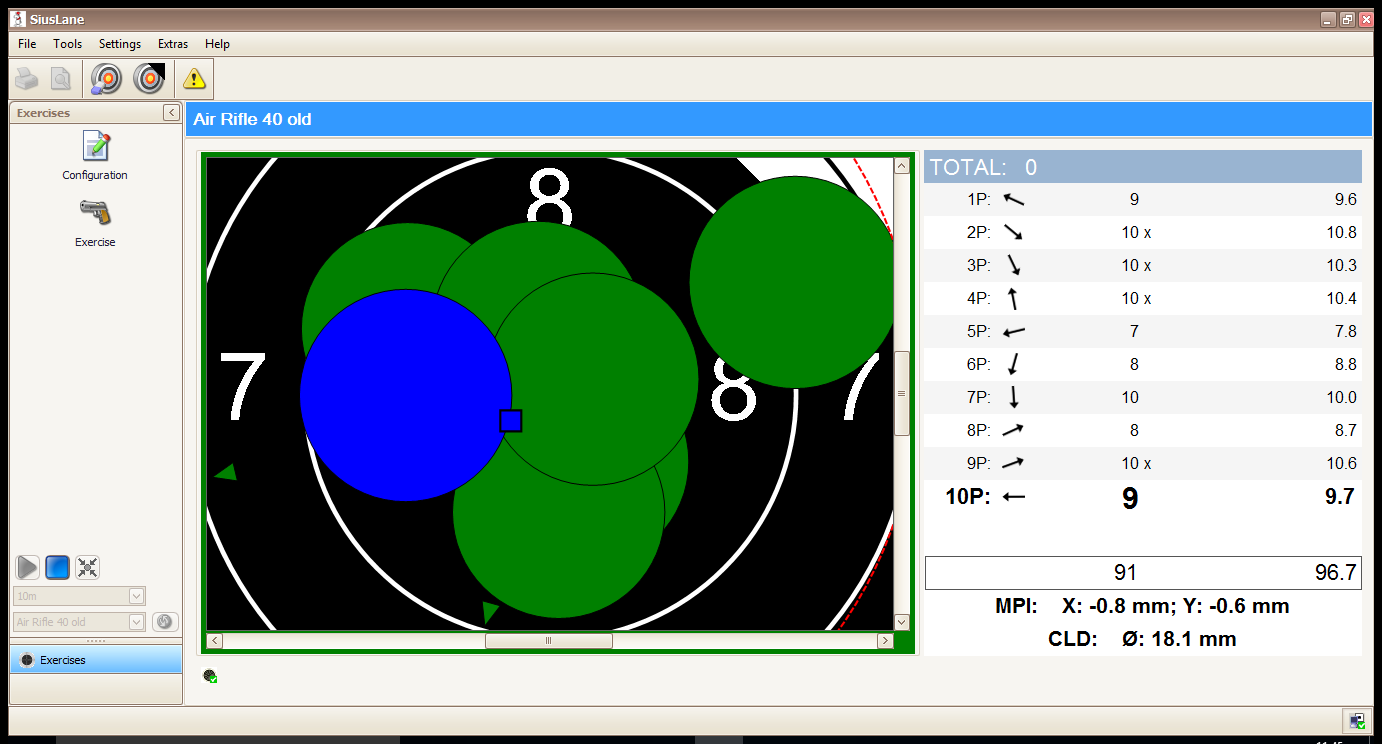 SiusLane
File Tools Settings Extras Help
Exercises
Configuration
Exercise
10m
Air Rifle 40 old
Exercises
Air Rifle 40 old
8
7
8
7
TOTAL: 0
1P: 9 9.6
2P: 10 x 10.8
3P: 10 x 10.3
4P: 10 x 10.4
5P: 7 7.8
6P: 8 8.8
7P: 10 10.0
8P: 8 8.7
9P: 10 x 10.6
10P: 9 9.7
91 96.7
MPI: X: -0.8 mm; Y: -0.6 mm
CLD: Ø: 18.1 mm